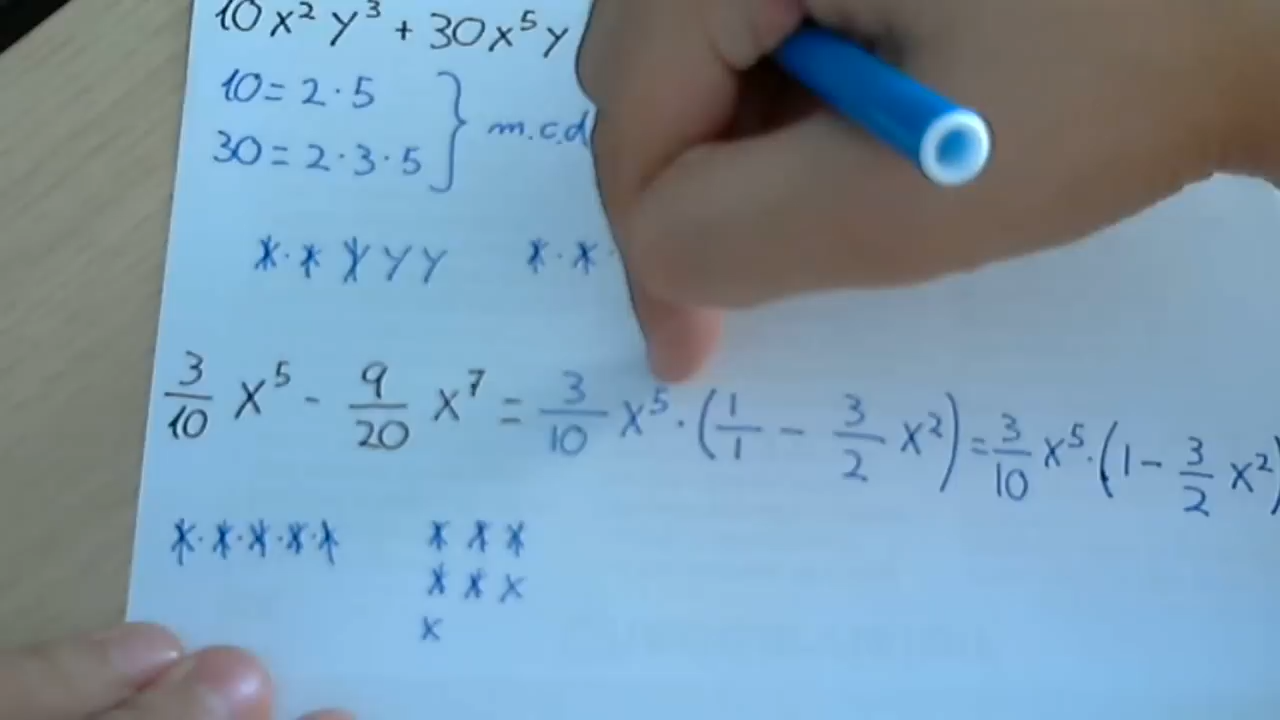 10x²y³ + 30x⁵y
10 = 2·5
30 = 2·3·5 } m.c.d
x·x y y y x·x
3/10 x⁵ - 9/20 x⁷ = 3/10 x⁵·(1/1 - 3/2 x²) = 3/10 x⁵·(1 - 3/2 x²)
x·x·x·x·x x x x
x x x
x